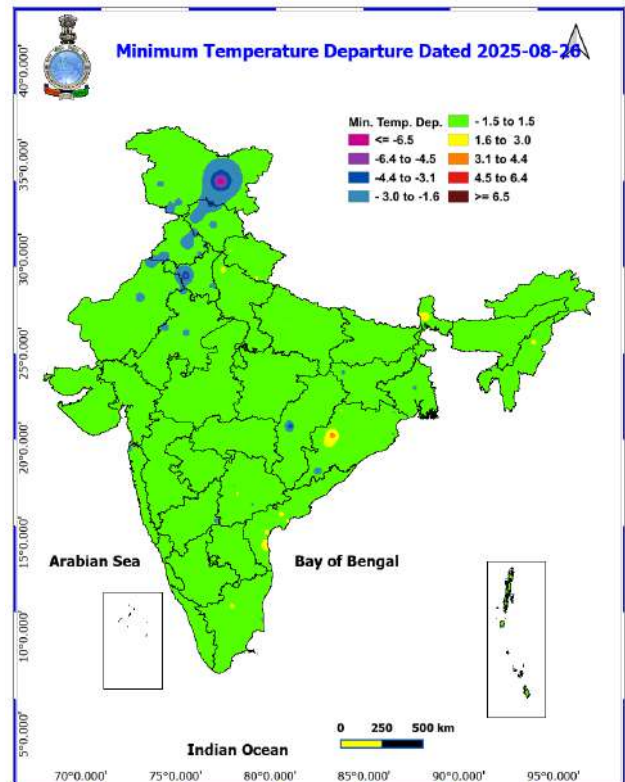 Minimum Temperature Departure Dated 2025-08-26
Min. Temp. Dep.
<= -6.5
-6.4 to -4.5
-4.4 to -3.1
- 3.0 to -1.6
- 1.5 to 1.5
1.6 to 3.0
3.1 to 4.4
4.5 to 6.4
>= 6.5
40°0.000'
35°0.000'
30°0.000'
25°0.000'
20°0.000'
15°0.000'
10°0.000'
5°0.000'
Arabian Sea
Bay of Bengal
Indian Ocean
0 250 500 km
70°0.000' 75°0.000' 80°0.000' 85°0.000' 90°0.000' 95°0.000'